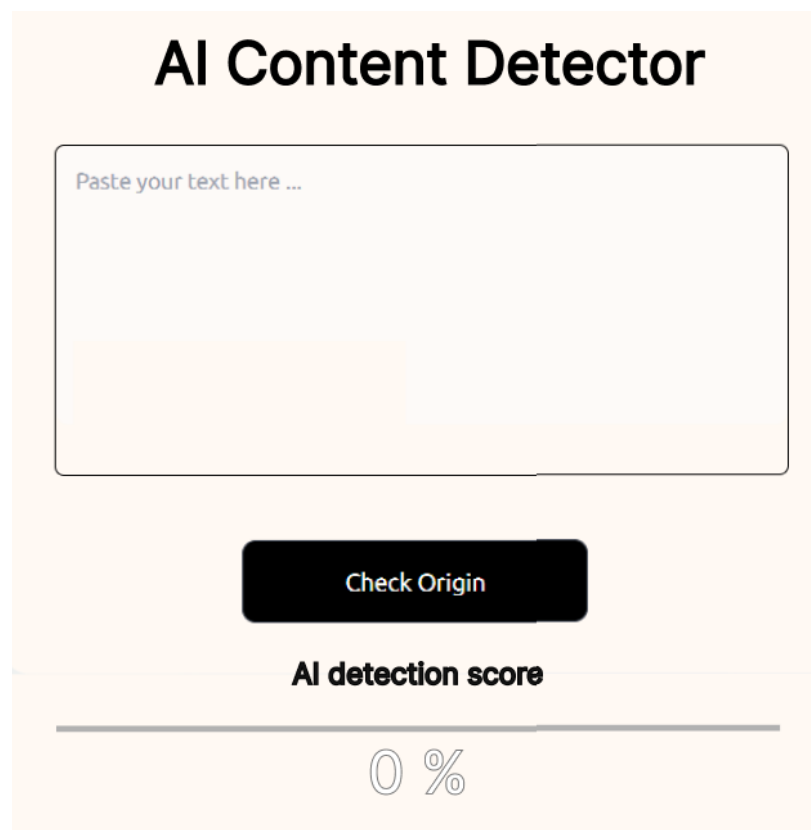 AI Content Detector
Paste your text here ...
Check Origin
AI detection score
0 %